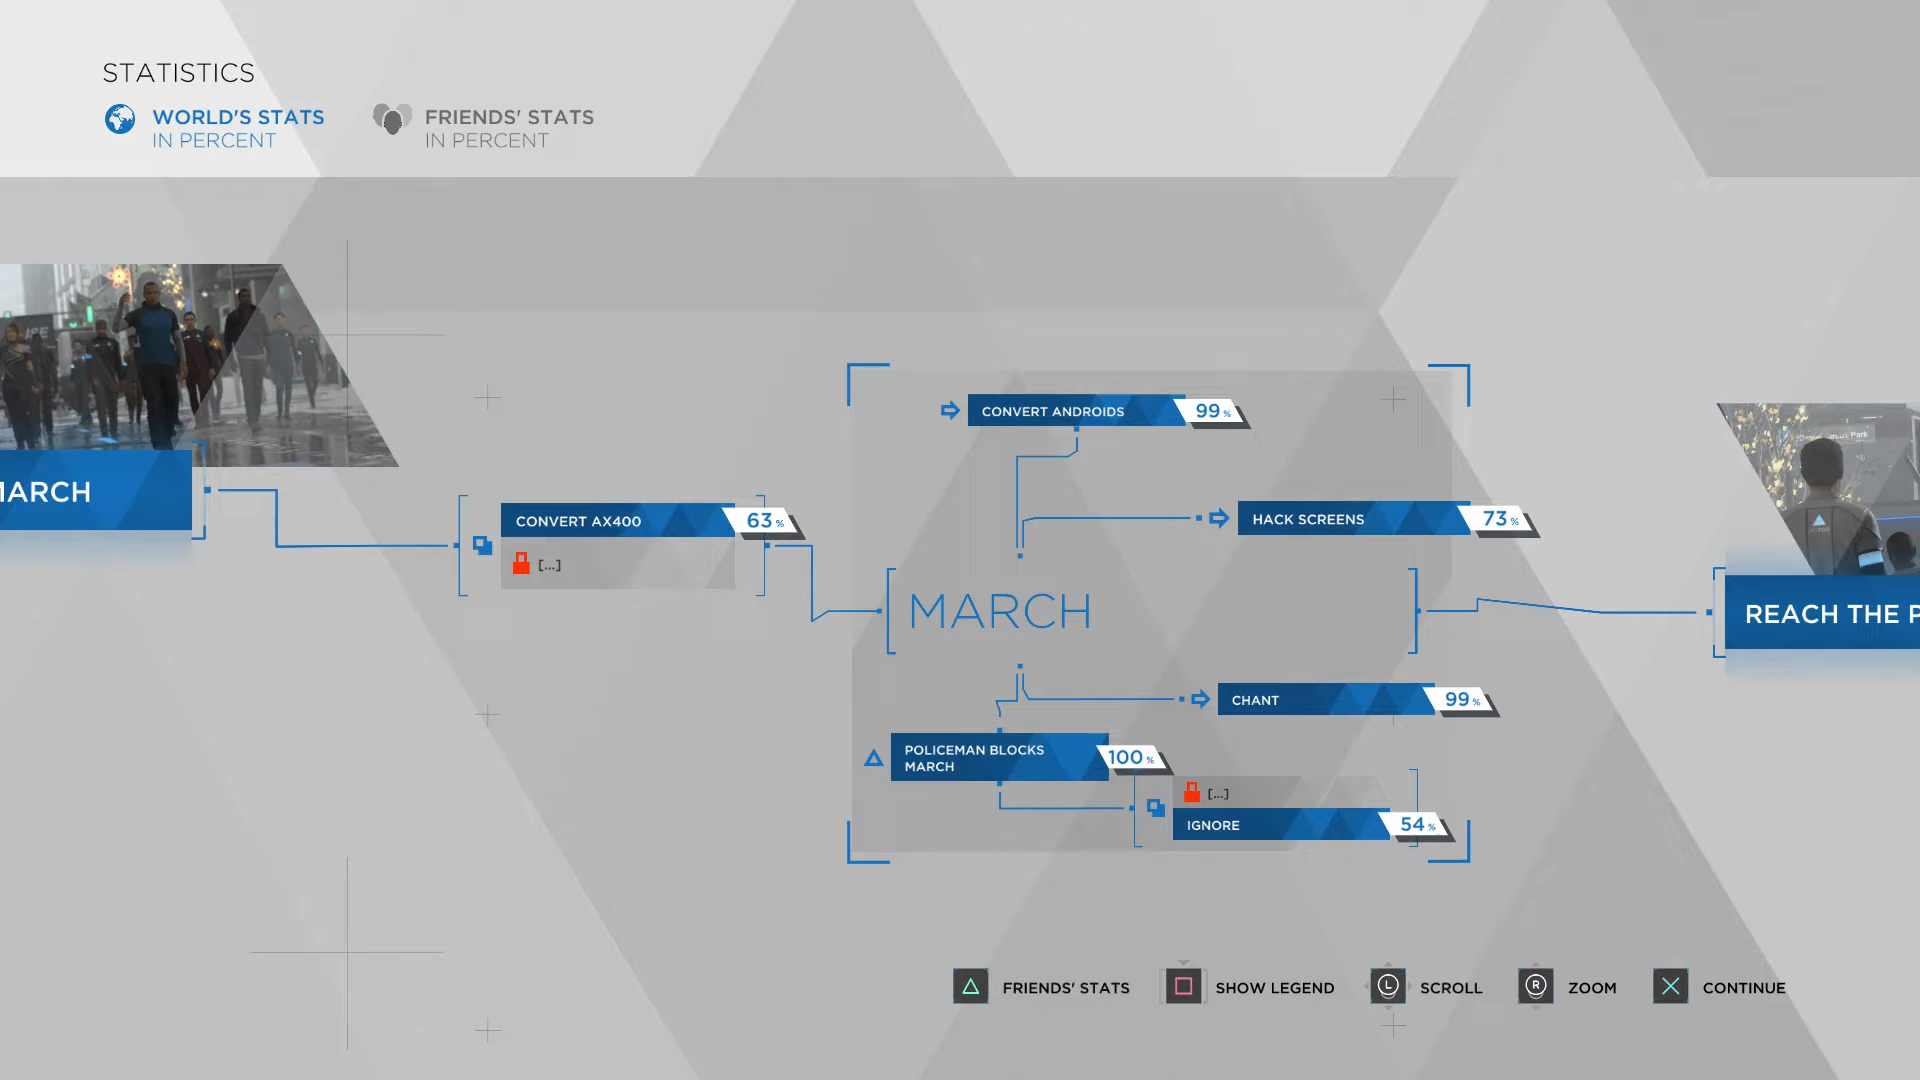 STATISTICS
WORLD'S STATS
IN PERCENT
FRIENDS' STATS
IN PERCENT
MARCH
CONVERT AX400
63 %
[...]
CONVERT ANDROIDS
99 %
HACK SCREENS
73 %
MARCH
CHANT
99 %
POLICEMAN BLOCKS
MARCH
100 %
[...]
IGNORE
54 %
REACH THE P
FRIENDS' STATS
SHOW LEGEND
L
SCROLL
R
ZOOM
CONTINUE